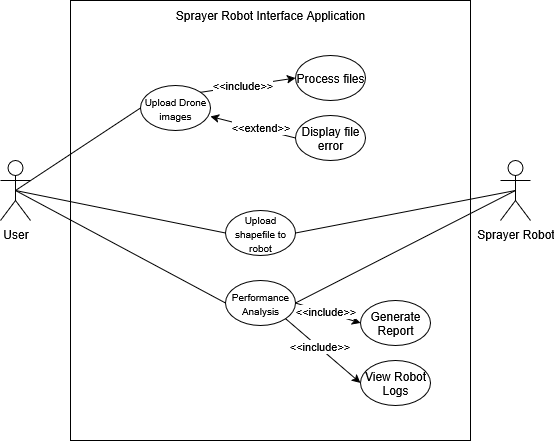 Sprayer Robot Interface Application
Process files
<<include>>
Upload Drone
images
<<extend>>
Display file
error
User
Upload
shapefile to
robot
Sprayer Robot
Performance
Analysis
<<include>>
Generate
Report
<<include>>
View Robot
Logs